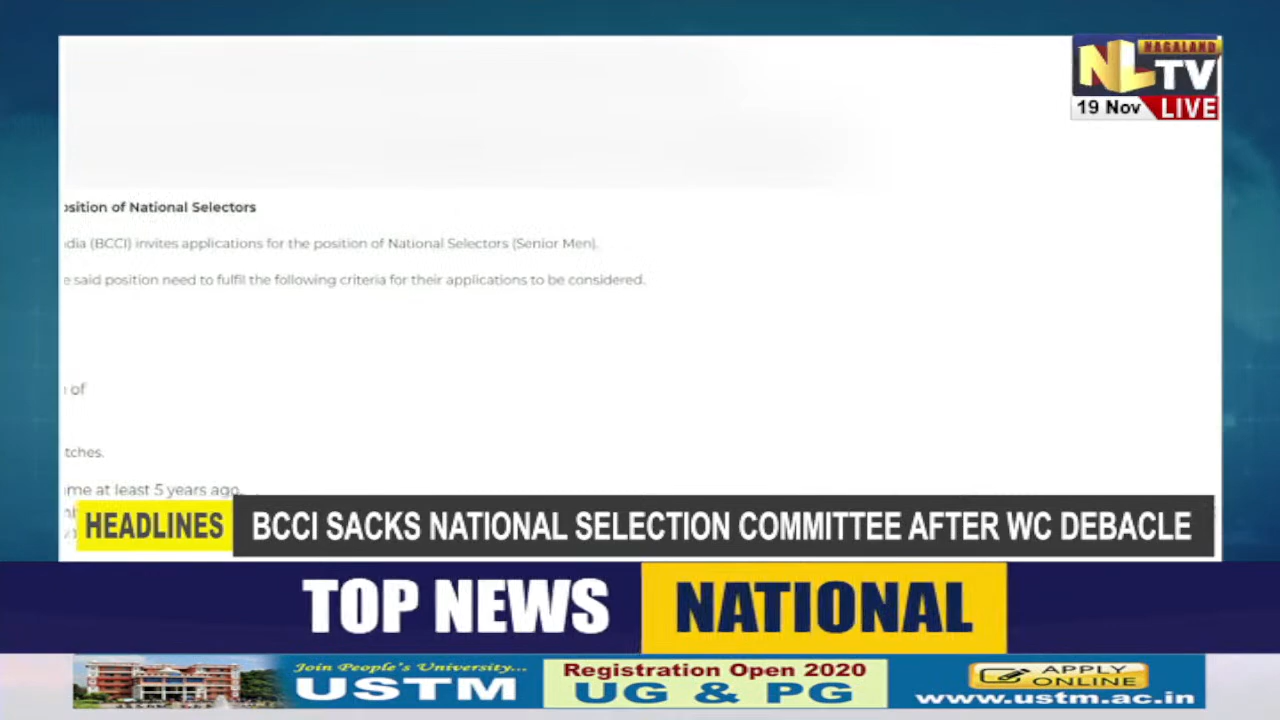 NAGALAND
NLTV
19 Nov LIVE
osition of National Selectors
dia (BCCI) invites applications for the position of National Selectors (Senior Men).
e said position need to fulfil the following criteria for their applications to be considered.
of
tches.
me at least 5 years ago.
HEADLINES BCCI SACKS NATIONAL SELECTION COMMITTEE AFTER WC DEBACLE
TOP NEWS NATIONAL
Join People's University...
USTM
Registration Open 2020
UG & PG
APPLY
ONLINE
www.ustm.ac.in